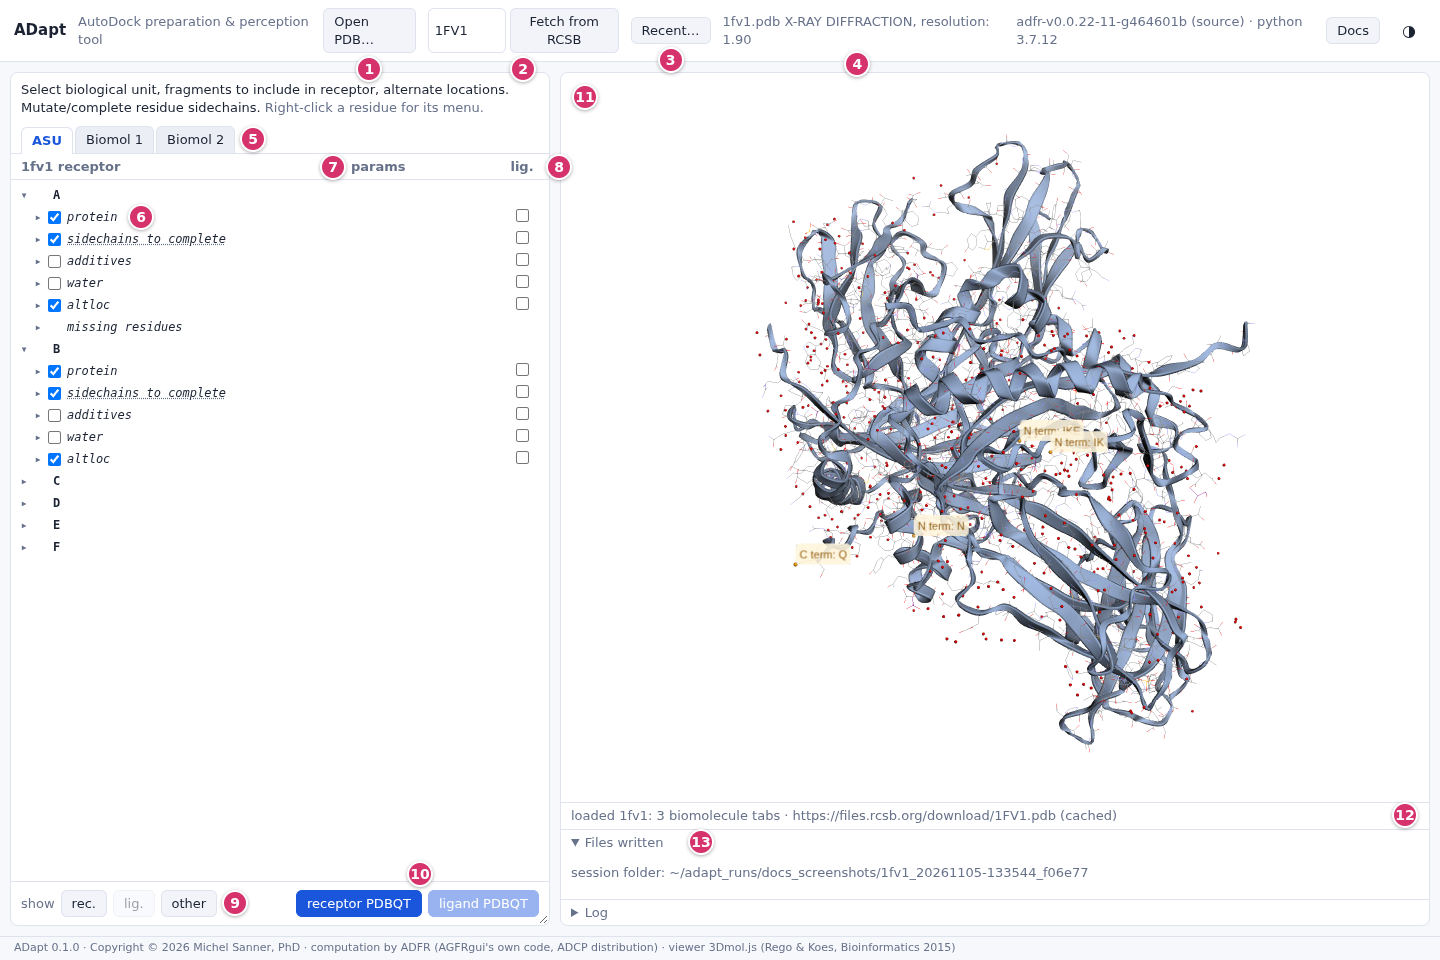 ADapt
AutoDock preparation & perception
tool
Open
PDB...
1FV1
Fetch from
RCSB
Recent...
1fv1.pdb X-RAY DIFFRACTION, resolution:
1.90
adfr-v0.0.22-11-g464601b (source) · python
3.7.12
Docs
1
2
3
4
Select biological unit, fragments to include in receptor, alternate locations.
Mutate/complete residue sidechains. Right-click a residue for its menu.
ASU
Biomol 1
Biomol 2
5
1fv1 receptor
7
params
lig.
8
A
protein
6
sidechains to complete
additives
water
altloc
missing residues
B
protein
sidechains to complete
additives
water
altloc
C
D
E
F
10
show
rec.
lig.
other
9
receptor PDBQT
ligand PDBQT
11
N term: IKE
N term: IK
N term: N
C term: Q
loaded 1fv1: 3 biomolecule tabs · https://files.rcsb.org/download/1FV1.pdb (cached)
12
Files written
13
session folder: ~/adapt_runs/docs_screenshots/1fv1_20261105-133544_f06e77
Log
ADapt 0.1.0 · Copyright © 2026 Michel Sanner, PhD · computation by ADFR (AGFRgui's own code, ADCP distribution) · viewer 3Dmol.js (Rego & Koes, Bioinformatics 2015)